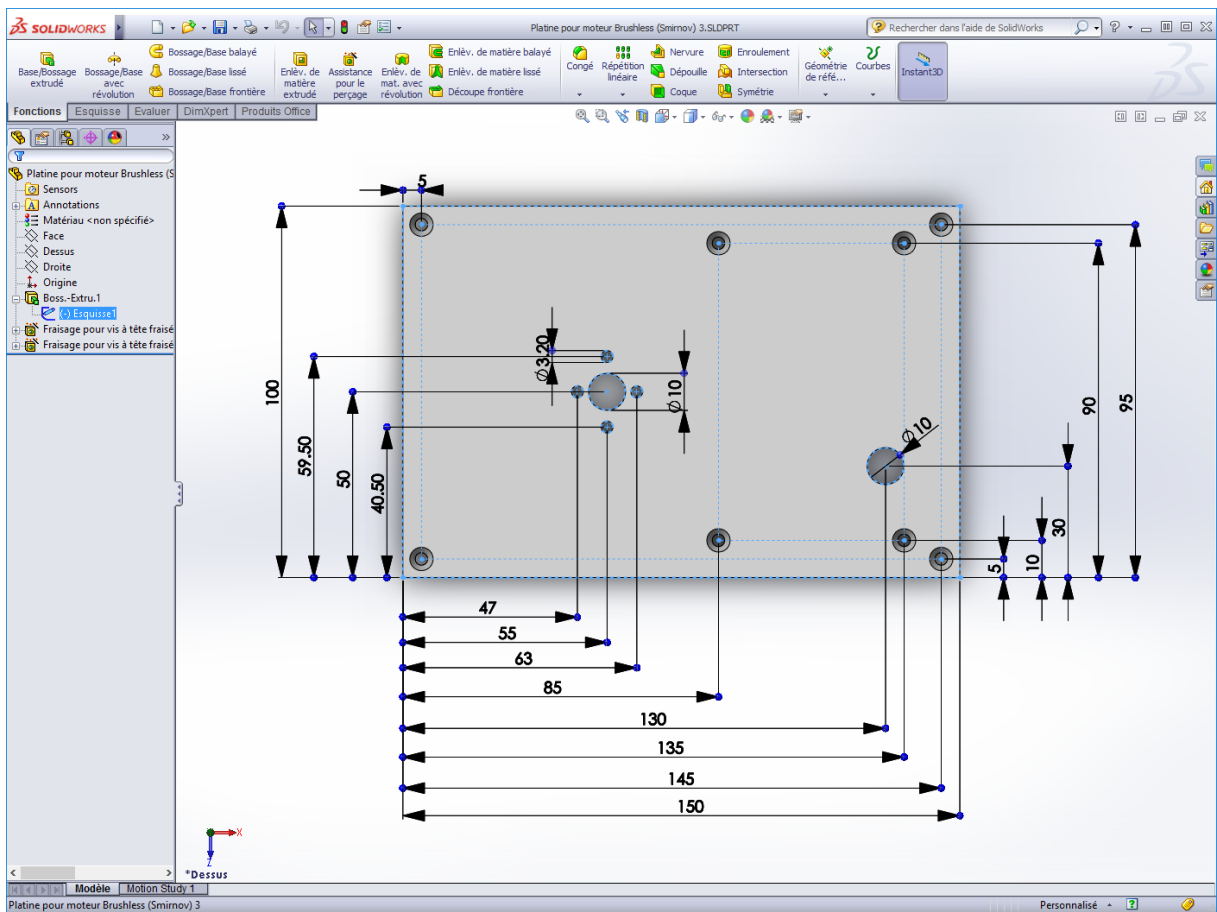 SOLIDWORKS
Platine pour moteur Brushless (Smirnov) 3.SLDPRT
Rechercher dans l'aide de SolidWorks
Base/Bossage extrudé
Bossage/Base avec révolution
Bossage/Base balayé
Bossage/Base lissé
Bossage/Base frontière
Enlèv. de matière extrudé
Assistance pour le perçage
Enlèv. de mat. avec révolution
Enlèv. de matière balayé
Enlèv. de matière lissé
Découpe frontière
Congé
Répétition linéaire
Nervure
Dépouille
Coque
Enroulement
Intersection
Symétrie
Géométrie de réfé...
Courbes
Instant3D
Fonctions Esquisse Evaluer DimXpert Produits Office
Platine pour moteur Brushless (S
Sensors
Annotations
Matériau <non spécifié>
Face
Dessus
Droite
Origine
Boss.-Extru.1
(-) Esquisse1
Fraisage pour vis à tête fraisé
Fraisage pour vis à tête fraisé
5
100
59.50
50
40.50
Ø3.20
Ø10
Ø10
90
95
30
10
5
47
55
63
85
130
135
145
150
X
Z
*Dessus
Modèle Motion Study 1
Platine pour moteur Brushless (Smirnov) 3
Personnalisé